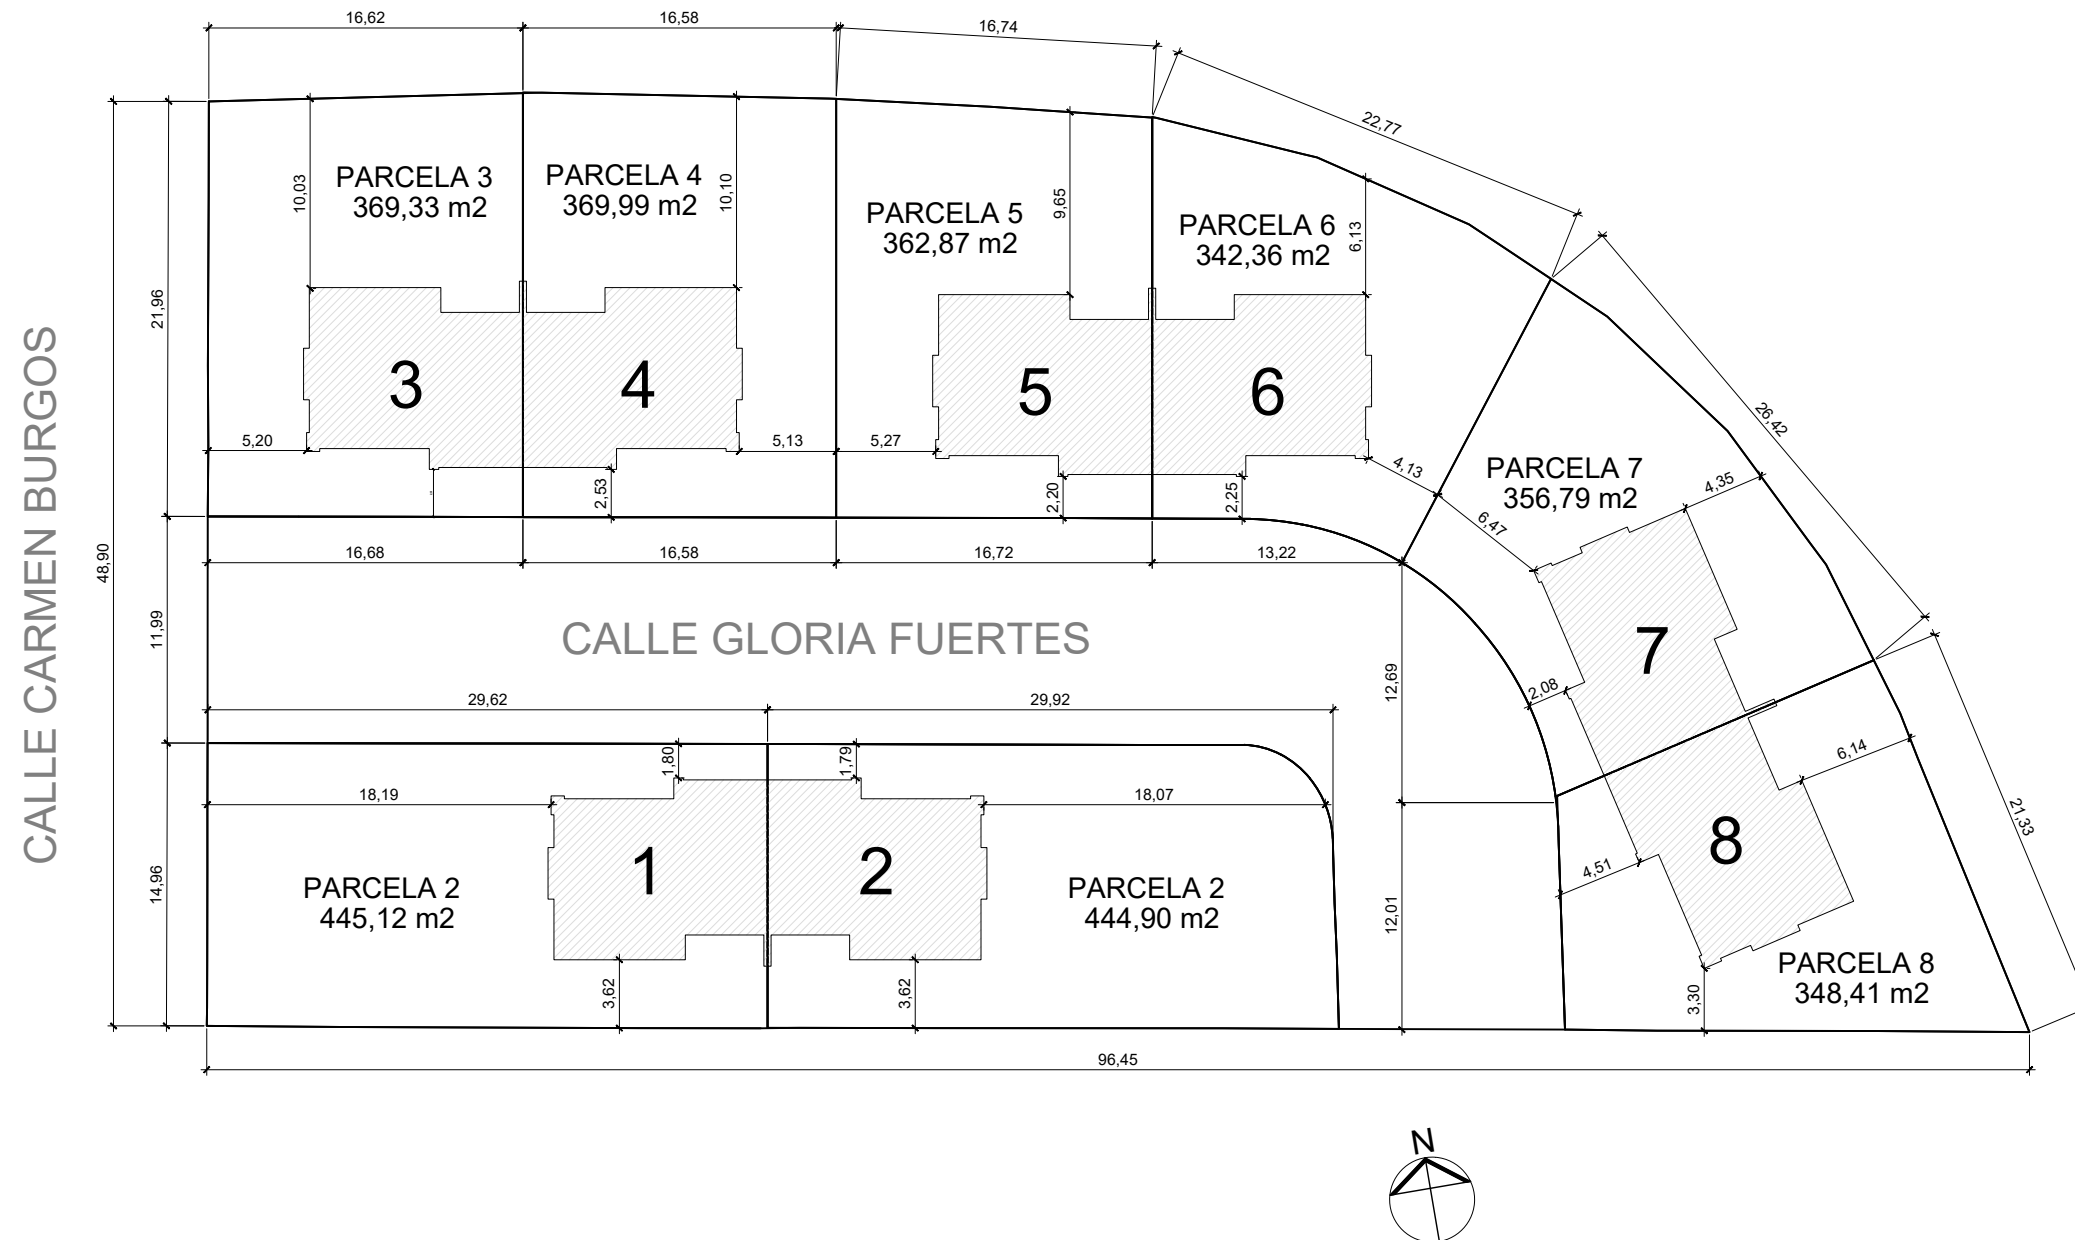 16,62
16,58
16,74
22,77
26,42
21,33
10,03
PARCELA 3
369,33 m2
PARCELA 4
369,99 m2
10,10
PARCELA 5
362,87 m2
9,65
PARCELA 6
342,36 m2
6,13
21,96
48,90
CALLE CARMEN BURGOS
3
4
5
6
5,20
5,13
5,27
4,13
2,53
2,20
2,25
PARCELA 7
356,79 m2
4,35
6,47
16,68
16,58
16,72
13,22
11,99
CALLE GLORIA FUERTES
12,69
7
2,08
29,62
29,92
1,80
1,79
6,14
18,19
18,07
14,96
1
2
8
4,51
PARCELA 2
445,12 m2
PARCELA 2
444,90 m2
12,01
PARCELA 8
348,41 m2
3,62
3,62
3,30
96,45
N